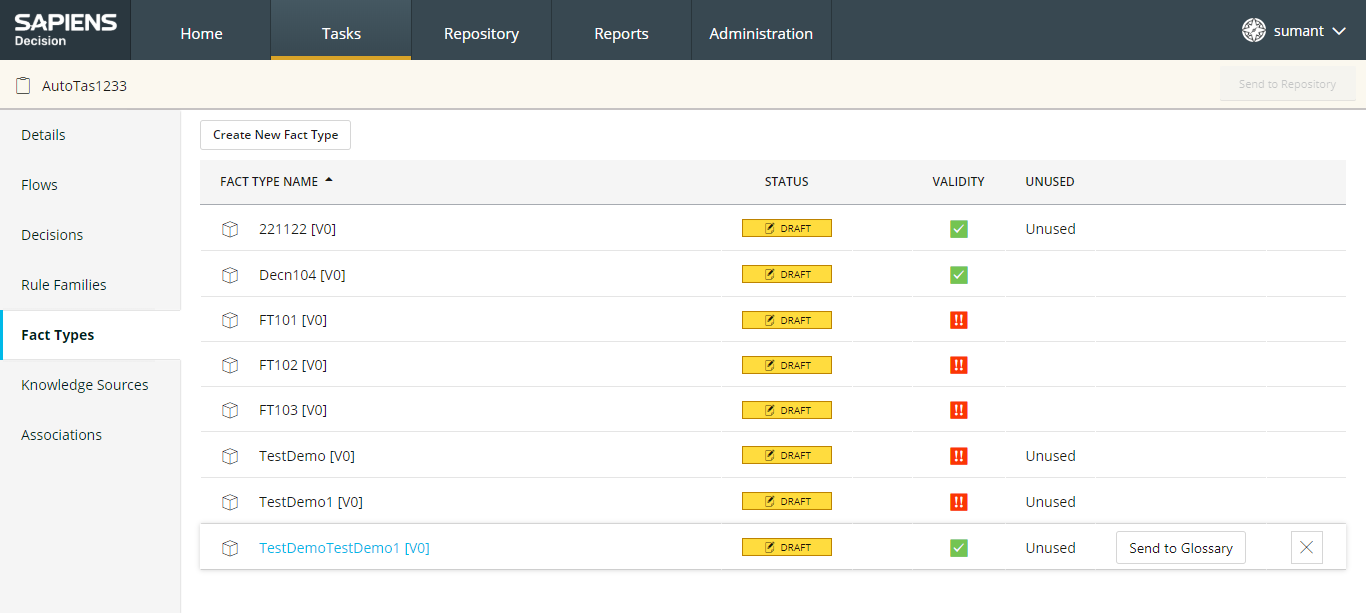 SAPIENS
Decision
Home
Tasks
Repository
Reports
Administration
sumant
AutoTas1233
Send to Repository
Details
Flows
Decisions
Rule Families
Fact Types
Knowledge Sources
Associations
Create New Fact Type
FACT TYPE NAME STATUS VALIDITY UNUSED
221122 [V0] DRAFT Unused
Decn104 [V0] DRAFT
FT101 [V0] DRAFT
FT102 [V0] DRAFT
FT103 [V0] DRAFT
TestDemo [V0] DRAFT Unused
TestDemo1 [V0] DRAFT Unused
TestDemoTestDemo1 [V0] DRAFT Unused Send to Glossary